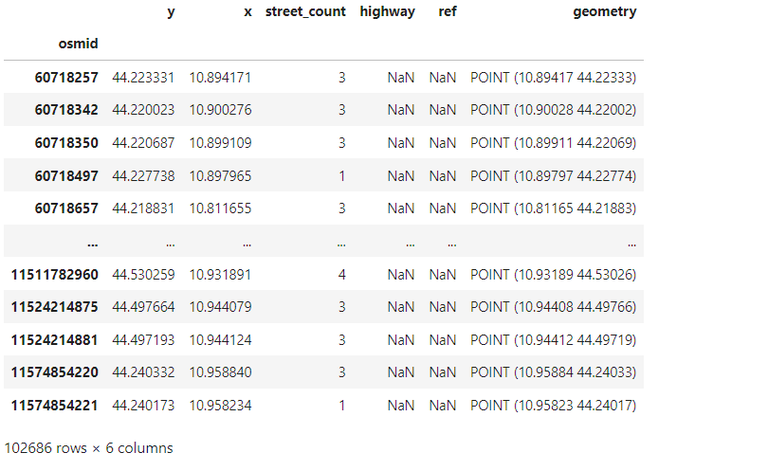 y x street_count highway ref geometry
osmid
60718257 44.223331 10.894171 3 NaN NaN POINT (10.89417 44.22333)
60718342 44.220023 10.900276 3 NaN NaN POINT (10.90028 44.22002)
60718350 44.220687 10.899109 3 NaN NaN POINT (10.89911 44.22069)
60718497 44.227738 10.897965 1 NaN NaN POINT (10.89797 44.22774)
60718657 44.218831 10.811655 3 NaN NaN POINT (10.81165 44.21883)
... ... ... ... ... ... ...
11511782960 44.530259 10.931891 4 NaN NaN POINT (10.93189 44.53026)
11524214875 44.497664 10.944079 3 NaN NaN POINT (10.94408 44.49766)
11524214881 44.497193 10.944124 3 NaN NaN POINT (10.94412 44.49719)
11574854220 44.240332 10.958840 3 NaN NaN POINT (10.95884 44.24033)
11574854221 44.240173 10.958234 1 NaN NaN POINT (10.95823 44.24017)
102686 rows × 6 columns